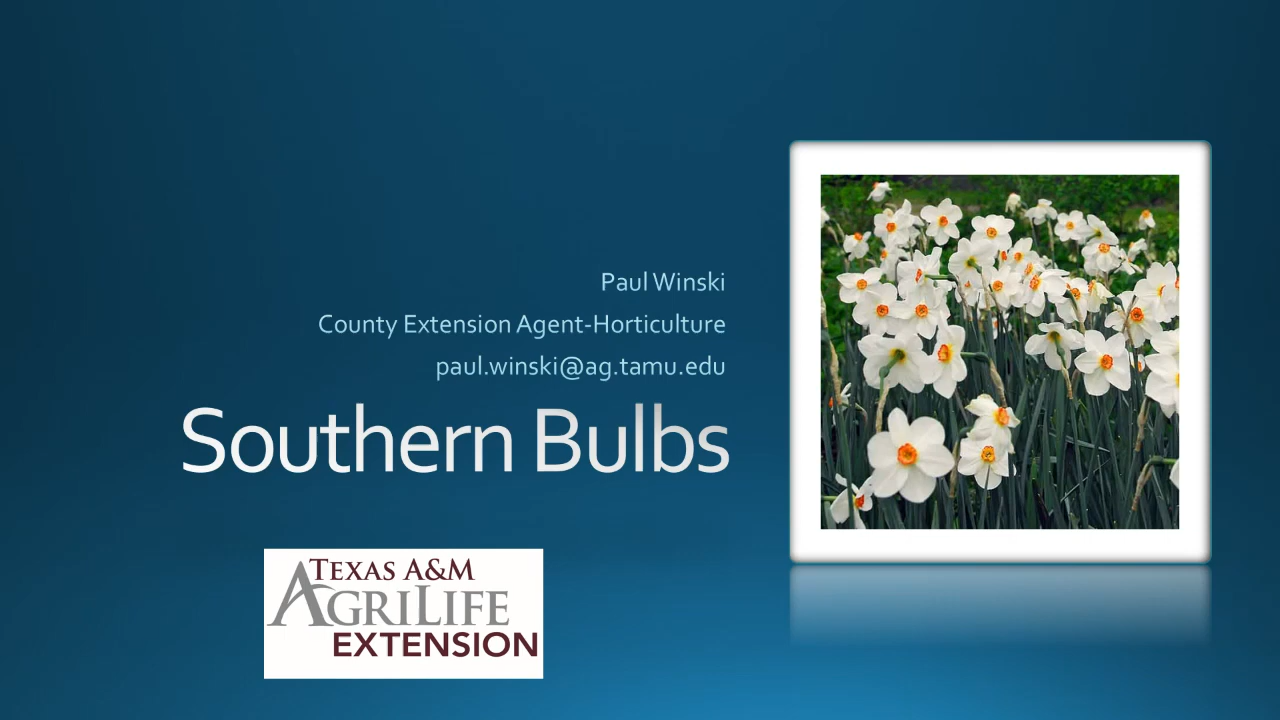 Paul Winski
County Extension Agent-Horticulture
paul.winski@ag.tamu.edu
Southern Bulbs
TEXAS A&M
AGRILIFE
EXTENSION